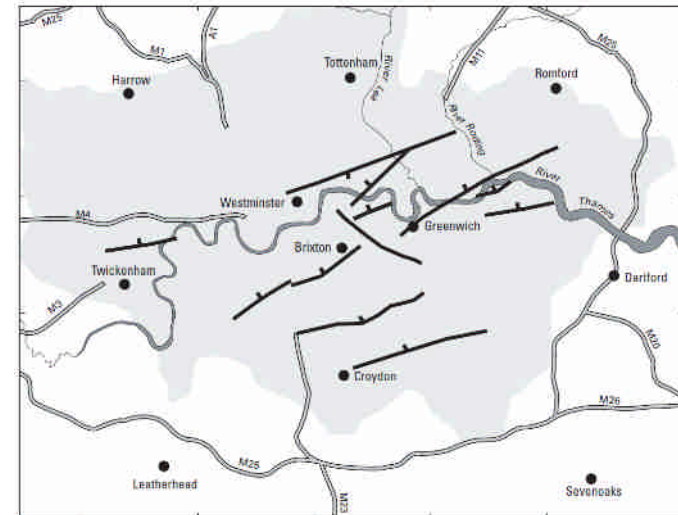 M25
M1
A1
M11
M25
Harrow
Tottenham
River Lee
Romford
River Roding
Westminster
River
Thames
M4
Greenwich
Brixton
Twickenham
Dartford
M3
M20
Croydon
M26
M25
Leatherhead
M23
Sevenoaks